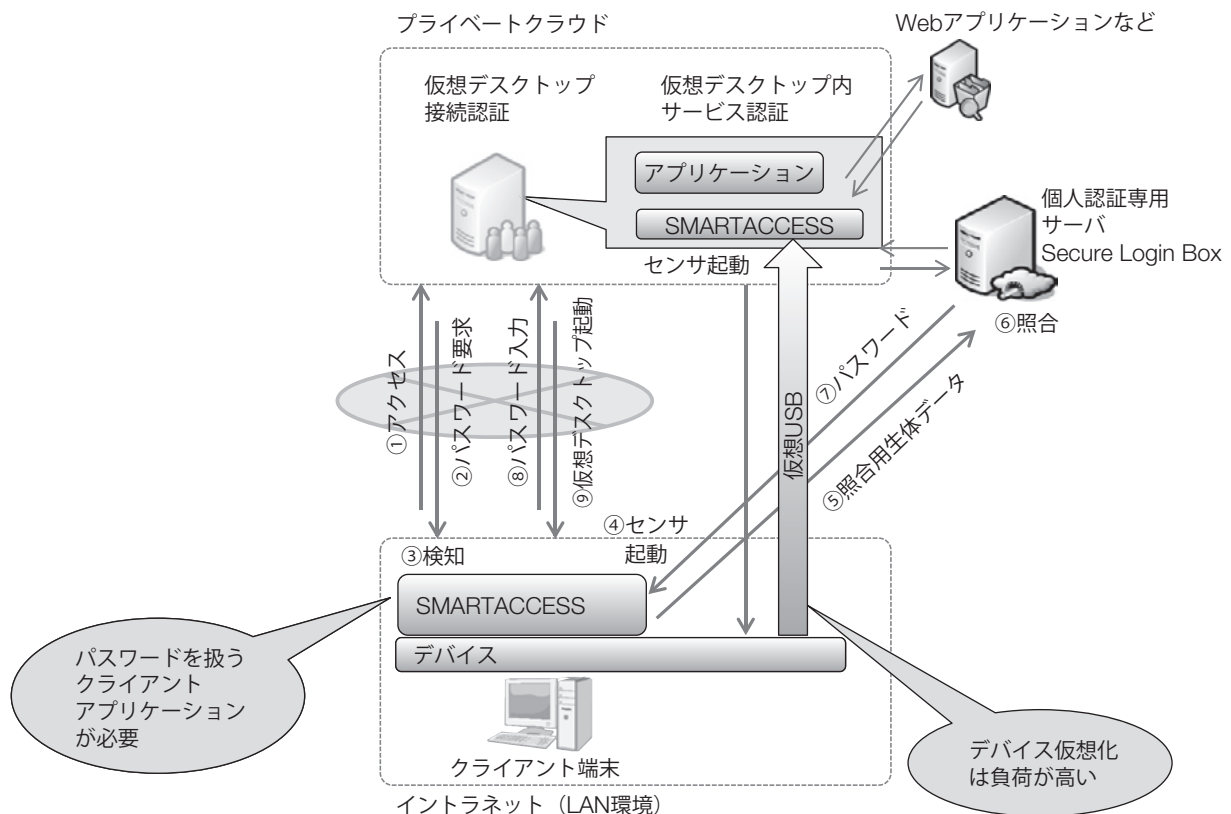 プライベートクラウド
Webアプリケーションなど
仮想デスクトップ
接続認証
仮想デスクトップ内
サービス認証
アプリケーション
SMARTACCESS
個人認証専用
サーバ
Secure Login Box
センサ起動
⑥照合
①アクセス
②パスワード要求
⑧パスワード入力
⑨仮想デスクトップ起動
仮想USB
⑦パスワード
⑤照合用生体データ
④センサ
起動
③検知
SMARTACCESS
デバイス
パスワードを扱う
クライアント
アプリケーション
が必要
クライアント端末
デバイス仮想化
は負荷が高い
イントラネット（LAN環境）